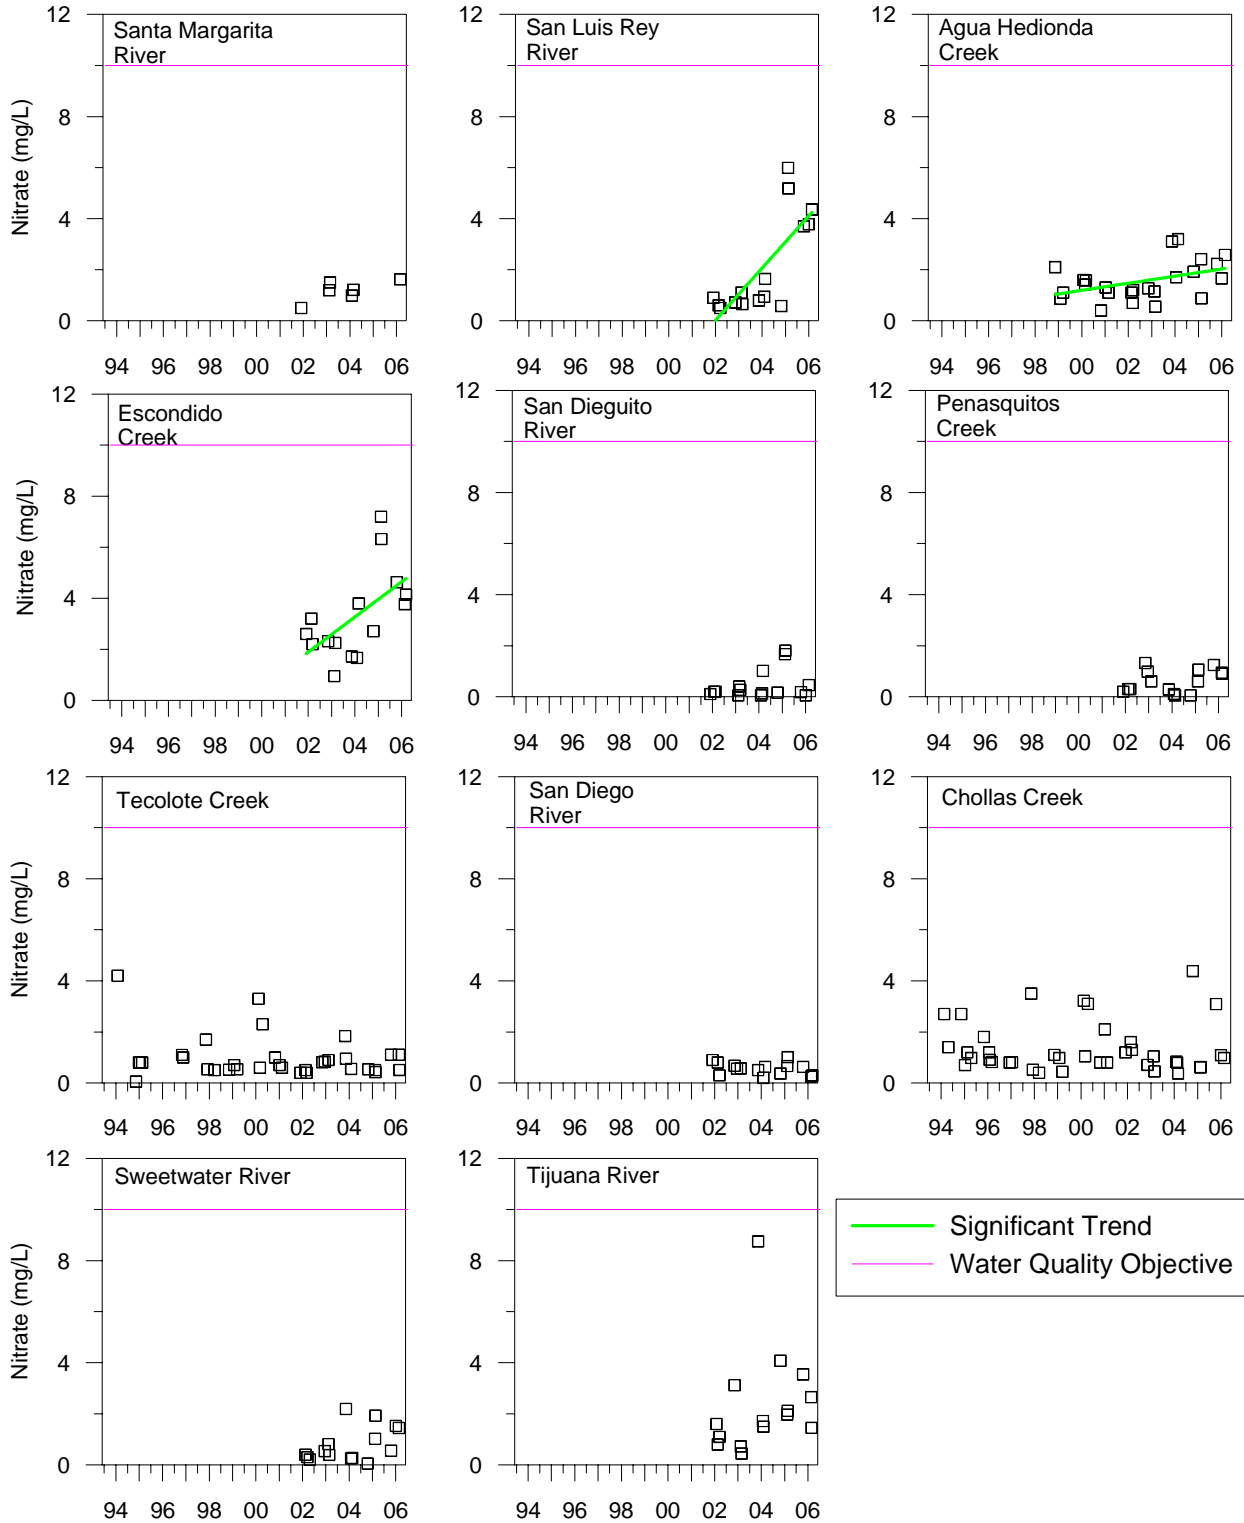 12
8
4
0
Nitrate (mg/L)
Santa Margarita
River
94 96 98 00 02 04 06
12
8
4
0
San Luis Rey
River
94 96 98 00 02 04 06
12
8
4
0
Agua Hedionda
Creek
94 96 98 00 02 04 06
12
8
4
0
Nitrate (mg/L)
Escondido
Creek
94 96 98 00 02 04 06
12
8
4
0
San Dieguito
River
94 96 98 00 02 04 06
12
8
4
0
Penasquitos
Creek
94 96 98 00 02 04 06
12
8
4
0
Nitrate (mg/L)
Tecolote Creek
94 96 98 00 02 04 06
12
8
4
0
San Diego
River
94 96 98 00 02 04 06
12
8
4
0
Chollas Creek
94 96 98 00 02 04 06
12
8
4
0
Nitrate (mg/L)
Sweetwater River
94 96 98 00 02 04 06
12
8
4
0
Tijuana River
94 96 98 00 02 04 06
Significant Trend
Water Quality Objective